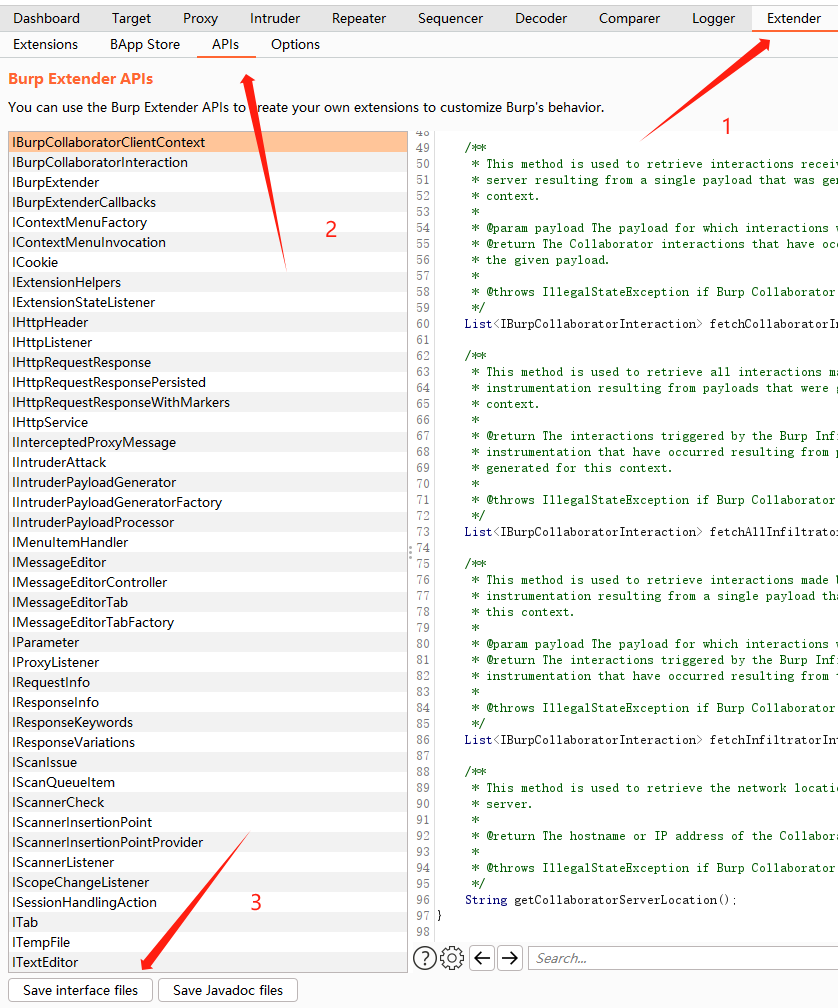 Dashboard Target Proxy Intruder Repeater Sequencer Decoder Comparer Logger Extender
Extensions BApp Store APIs Options
Burp Extender APIs
You can use the Burp Extender APIs to create your own extensions to customize Burp's behavior.
1
2
3
IBurpCollaboratorClientContext
IBurpCollaboratorInteraction
IBurpExtender
IBurpExtenderCallbacks
IContextMenuFactory
IContextMenuInvocation
ICookie
IExtensionHelpers
IExtensionStateListener
IHttpHeader
IHttpListener
IHttpRequestResponse
IHttpRequestResponsePersisted
IHttpRequestResponseWithMarkers
IHttpService
IInterceptedProxyMessage
IIntruderAttack
IIntruderPayloadGenerator
IIntruderPayloadGeneratorFactory
IIntruderPayloadProcessor
IMenuItemHandler
IMessageEditor
IMessageEditorController
IMessageEditorTab
IMessageEditorTabFactory
IParameter
IProxyListener
IRequestInfo
IResponseInfo
IResponseKeywords
IResponseVariations
IScanIssue
IScanQueueItem
IScannerCheck
IScannerInsertionPoint
IScannerInsertionPointProvider
IScannerListener
IScopeChangeListener
ISessionHandlingAction
ITab
ITempFile
ITextEditor
Save interface files Save Javadoc files
48
49 /**
50 * This method is used to retrieve interactions recei
51 * server resulting from a single payload that was ge
52 * context.
53 *
54 * @param payload The payload for which interactions
55 * @return The Collaborator interactions that have oc
56 * the given payload.
57 *
58 * @throws IllegalStateException if Burp Collaborator
59 */
60 List<IBurpCollaboratorInteraction> fetchCollaboratorI
61
62 /**
63 * This method is used to retrieve all interactions m
64 * instrumentation resulting from payloads that were
65 * context.
66 *
67 * @return The interactions triggered by the Burp Inf
68 * instrumentation that have occurred resulting from
69 * generated for this context.
70 *
71 * @throws IllegalStateException if Burp Collaborator
72 */
73 List<IBurpCollaboratorInteraction> fetchAllInfiltrato
74
75 /**
76 * This method is used to retrieve interactions made
77 * instrumentation resulting from a single payload th
78 * this context.
79 *
80 * @param payload The payload for which interactions
81 * @return The interactions triggered by the Burp Inf
82 * instrumentation that have occurred resulting from
83 *
84 * @throws IllegalStateException if Burp Collaborator
85 */
86 List<IBurpCollaboratorInteraction> fetchInfiltratorIn
87
88 /**
89 * This method is used to retrieve the network locati
90 * server.
91 *
92 * @return The hostname or IP address of the Collabor
93 *
94 * @throws IllegalStateException if Burp Collaborator
95 */
96 String getCollaboratorServerLocation();
97 }
98
? Search...